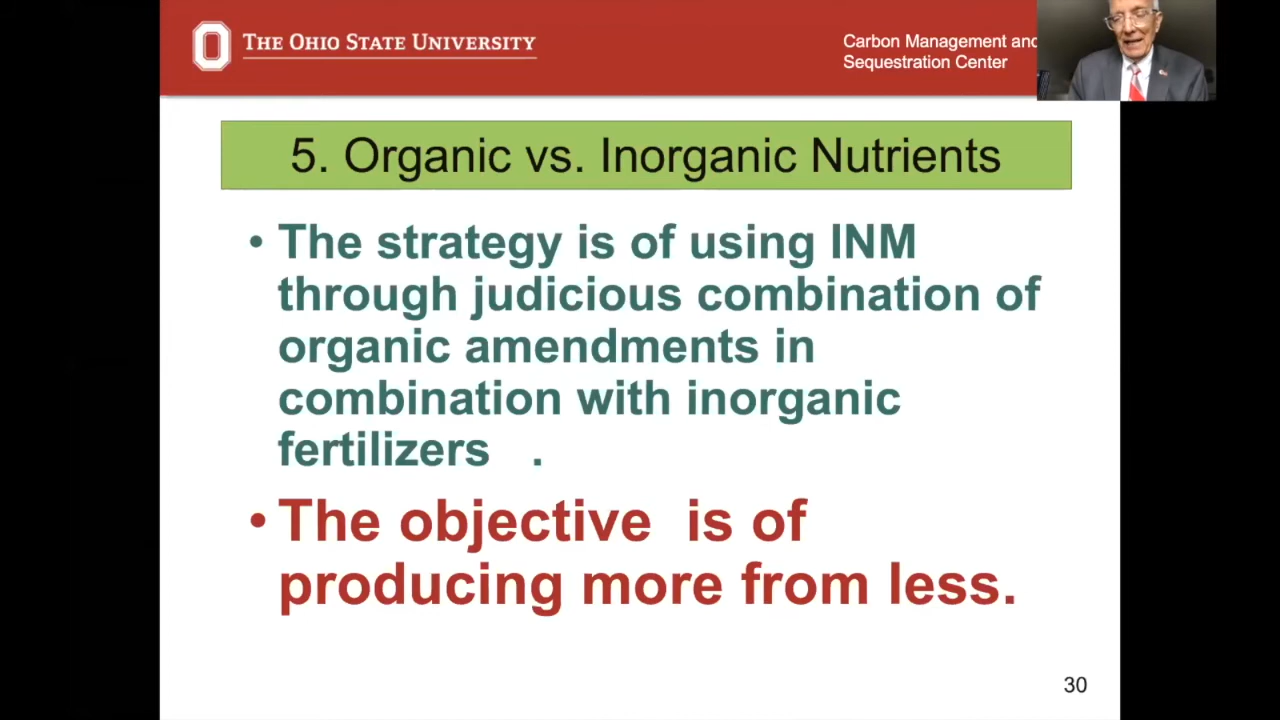 THE OHIO STATE UNIVERSITY
Carbon Management and
Sequestration Center
5. Organic vs. Inorganic Nutrients
• The strategy is of using INM
through judicious combination of
organic amendments in
combination with inorganic
fertilizers .
• The objective is of
producing more from less.
30